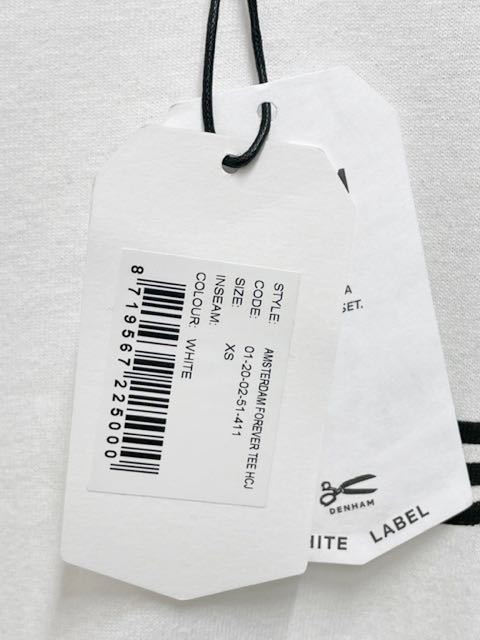 STYLE: AMSTERDAM FOREVER TEE HCJ
CODE: 01-20-02-51-411
SIZE: XS
INSEAM:
COLOUR: WHITE
8 719567 225000
A
SET.
DENHAM
LABEL